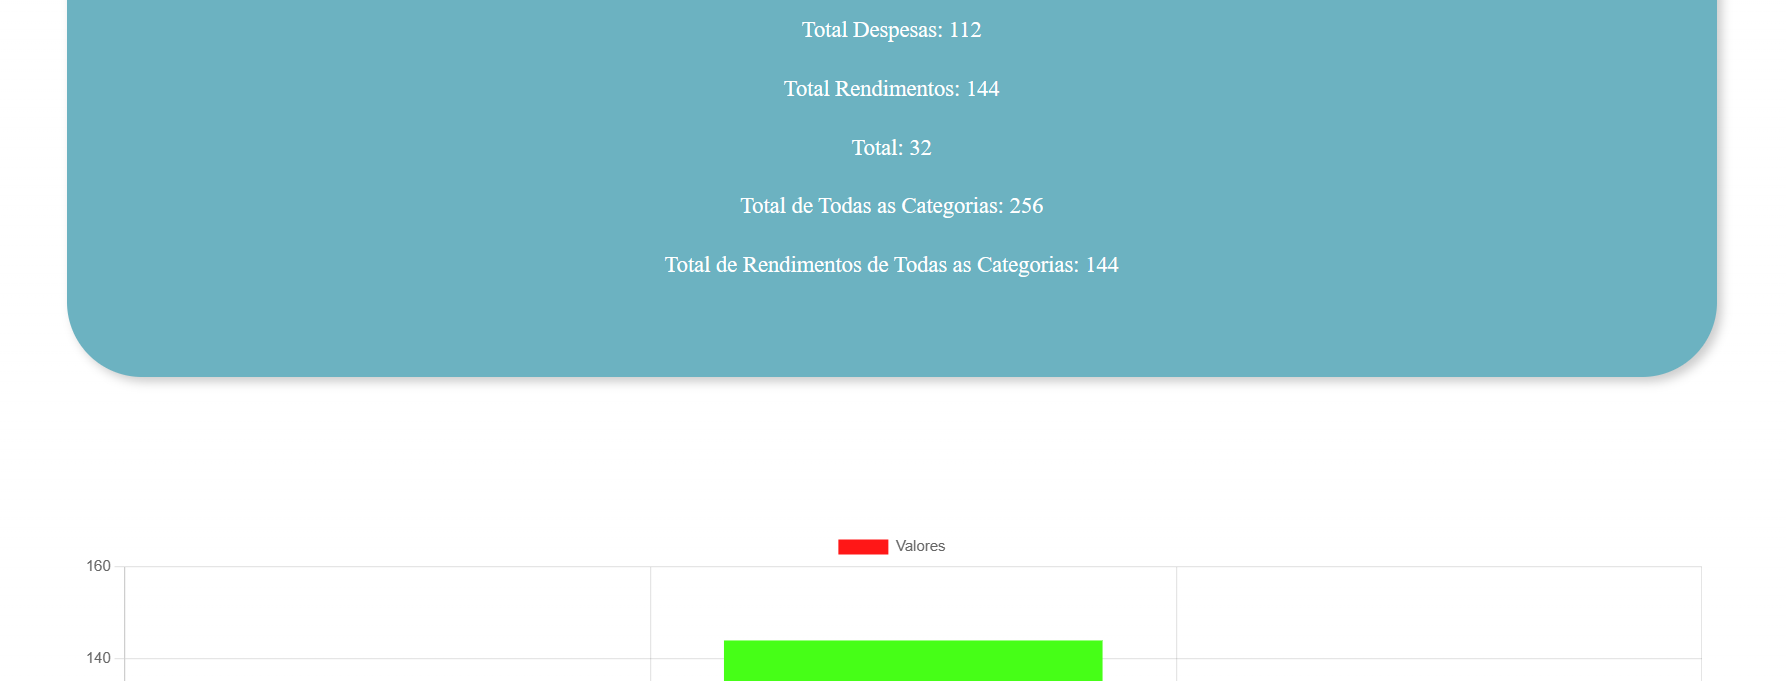 Total Despesas: 112
Total Rendimentos: 144
Total: 32
Total de Todas as Categorias: 256
Total de Rendimentos de Todas as Categorias: 144
Valores
160
140